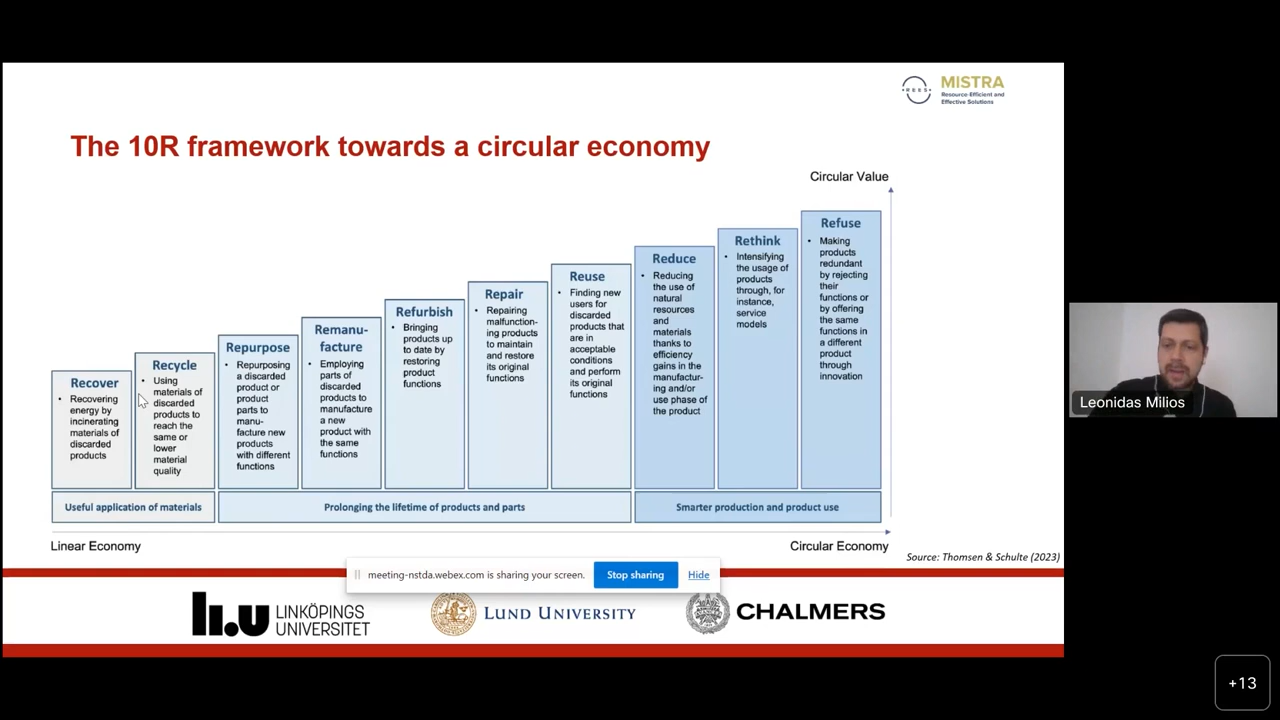 REES
MISTRA
Resource Efficient and
Effective Solutions
The 10R framework towards a circular economy
Circular Value
Recover
• Recovering
energy by
incinerating
materials of
discarded
products
Recycle
• Using
materials of
discarded
products to
reach the
same or
lower
material
quality
Repurpose
• Repurposing
a discarded
product or
product
parts to
manu-
facture new
products
with different
functions
Remanu-
facture
• Employing
parts of
discarded
products to
manufacture
a new
product with
the same
functions
Refurbish
• Bringing
products up
to date by
restoring
product
functions
Repair
• Repairing
malfunction-
ing products
to maintain
and restore
its original
functions
Reuse
• Finding new
users for
discarded
products that
are in
acceptable
conditions
and perform
its original
functions
Reduce
• Reducing
the use of
natural
resources
and
materials
thanks to
efficiency
gains in the
manufactur-
ing and/or
use phase of
the product
Rethink
• Intensifying
the usage of
products
through, for
instance,
service
models
Refuse
• Making
products
redundant
by rejecting
their
functions or
by offering
the same
functions in
a different
product
through
innovation
Useful application of materials
Prolonging the lifetime of products and parts
Smarter production and product use
Linear Economy
Circular Economy
Source: Thomsen & Schulte (2023)
meeting-nstda.webex.com is sharing your screen.
Stop sharing
Hide
LINKÖPINGS
UNIVERSITET
LUND UNIVERSITY
CHALMERS
Leonidas Milios
+13